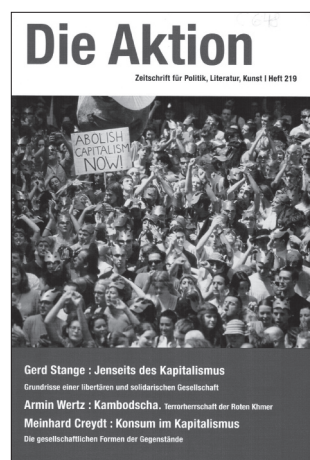 Die Aktion
Zeitschrift für Politik, Literatur, Kunst I Heft 219
ABOLISH
CAPITALISM
NOW!
Gerd Stange : Jenseits des Kapitalismus
Grundrisse einer libertären und solidarischen Gesellschaft
Armin Wertz : Kambodscha. Terrorherrschaft der Roten Khmer
Meinhard Creydt : Konsum im Kapitalismus
Die gesellschaftlichen Formen der Gegenstände